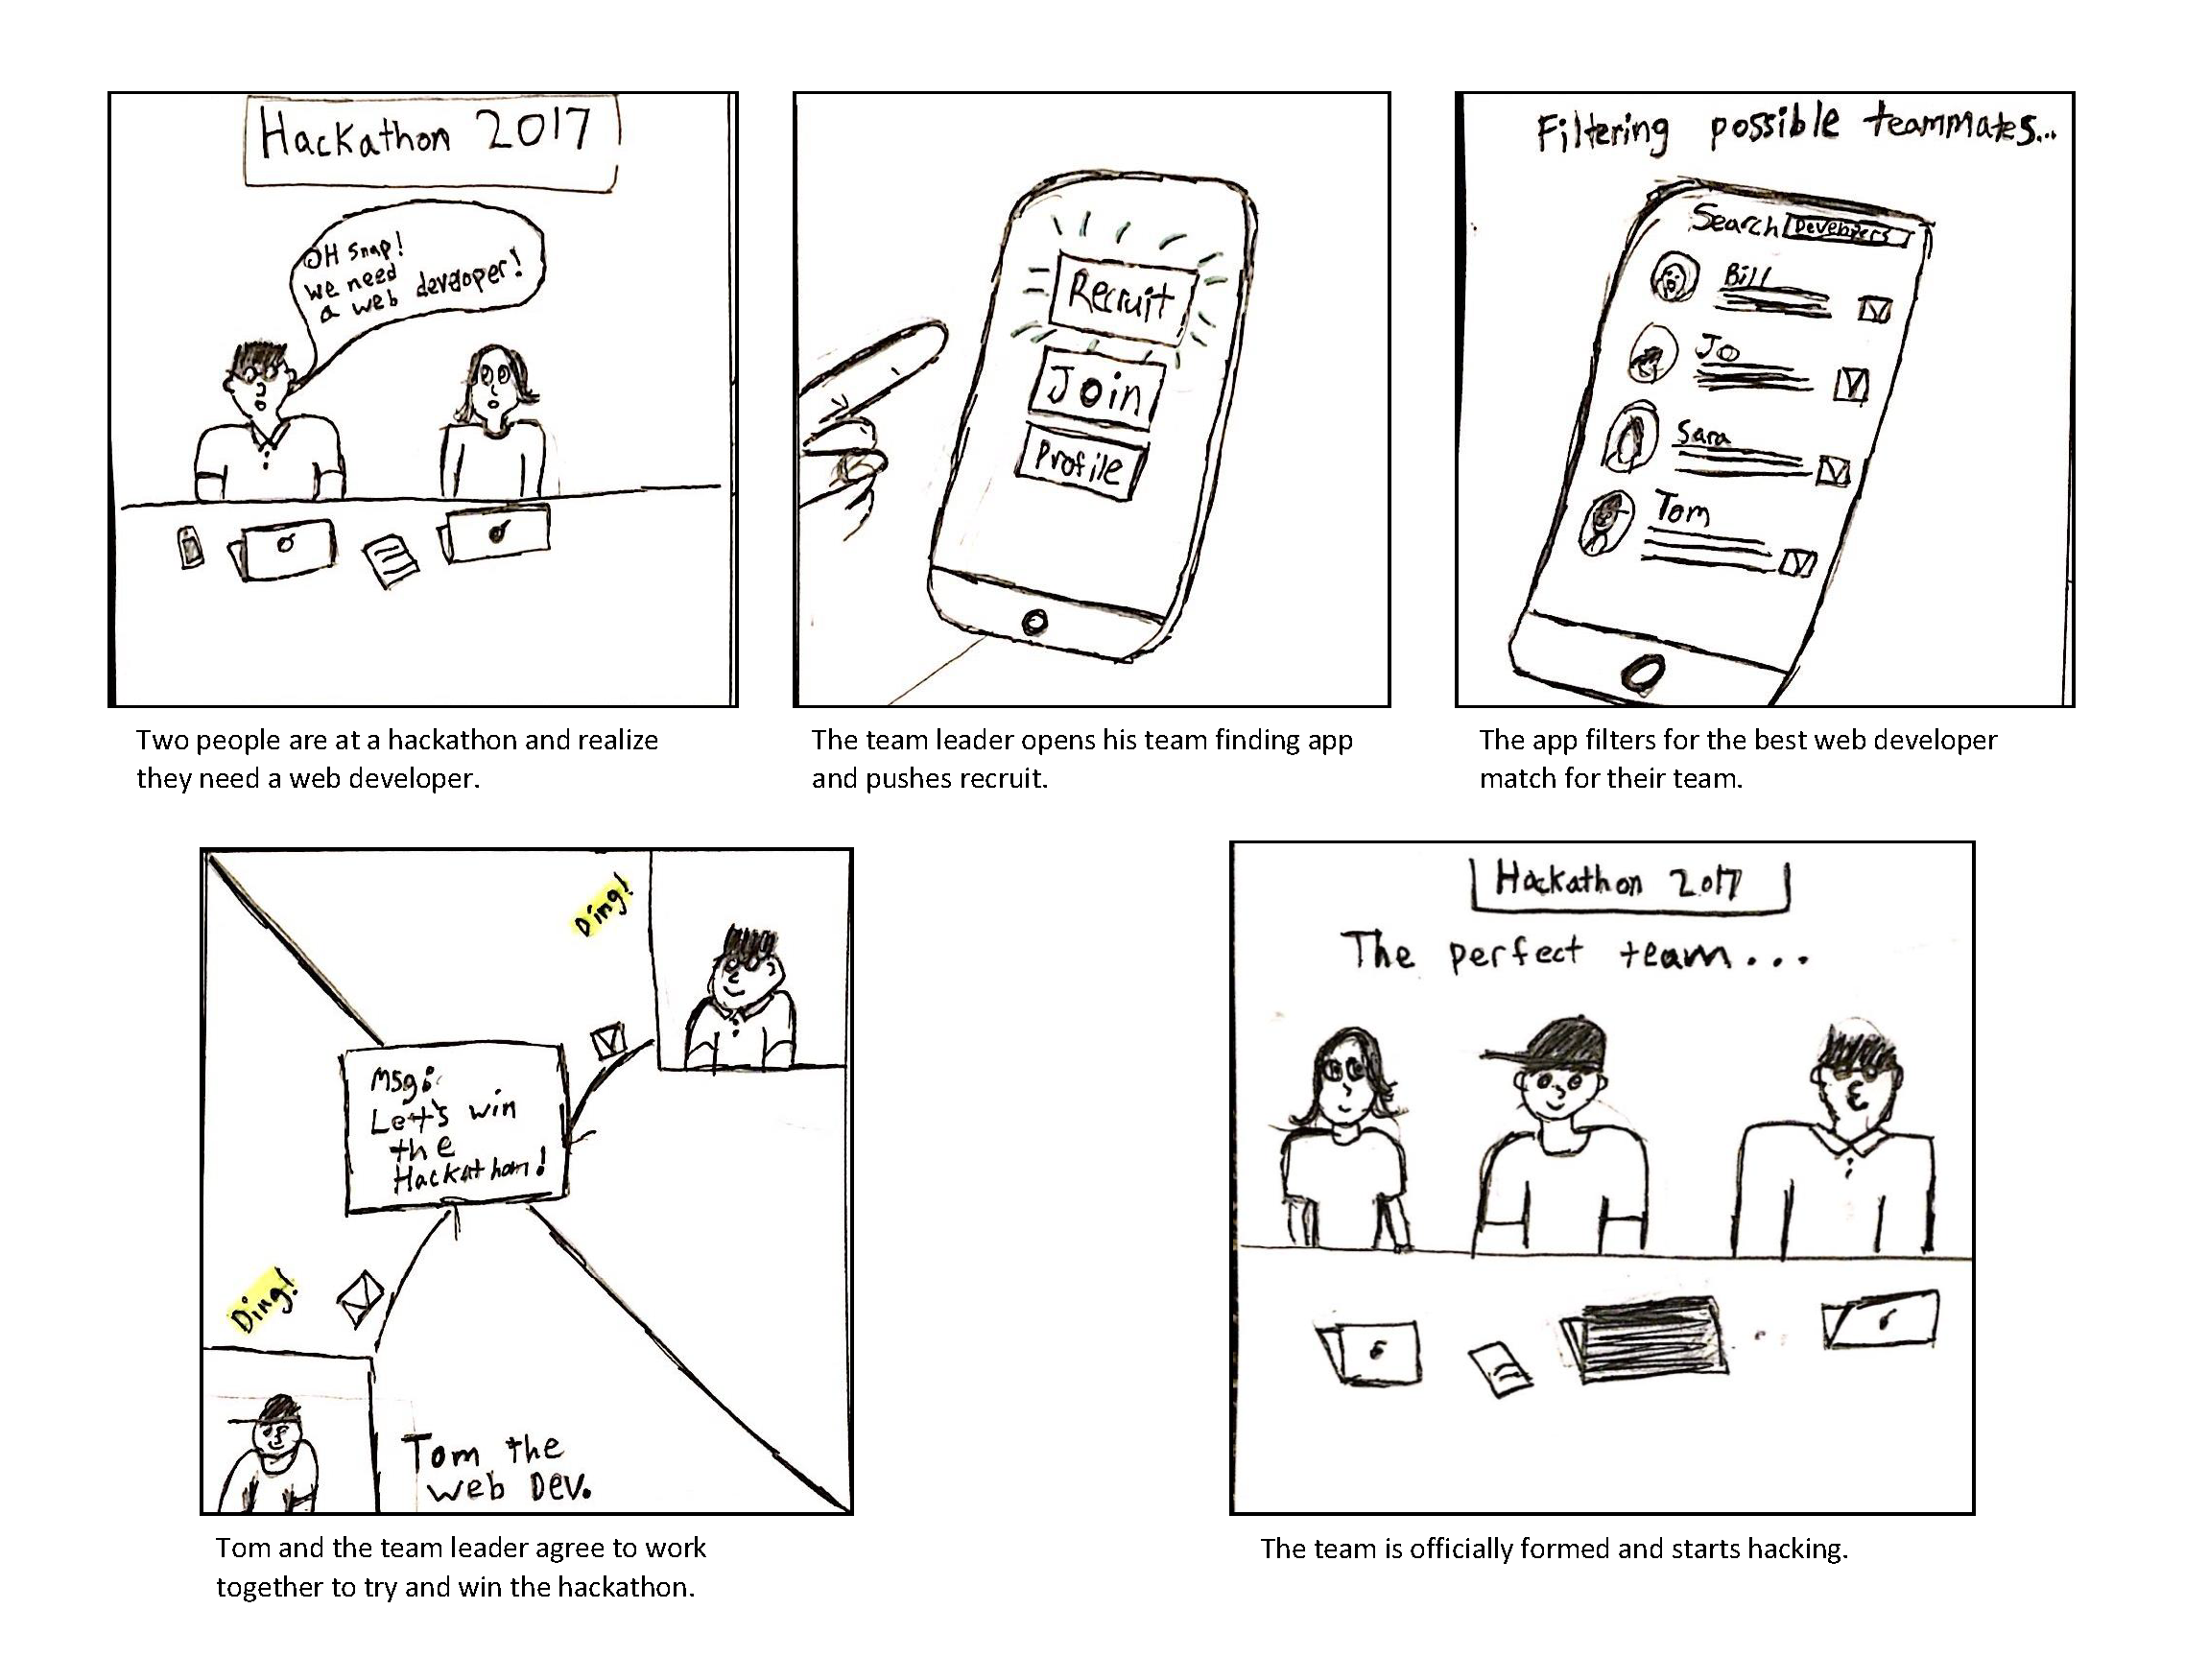 Hackathon 2017
OH Snap!
we need
a web developer!
Two people are at a hackathon and realize
they need a web developer.
Recruit
Join
Profile
The team leader opens his team finding app
and pushes recruit.
Filtering possible teammates...
Search Developers
Bill
Jo
Sara
Tom
The app filters for the best web developer
match for their team.
Ding!
Msg:
Let's win
the
Hackathon!
Ding!
Tom the
web Dev.
Tom and the team leader agree to work
together to try and win the hackathon.
Hackathon 2017
The perfect team...
The team is officially formed and starts hacking.